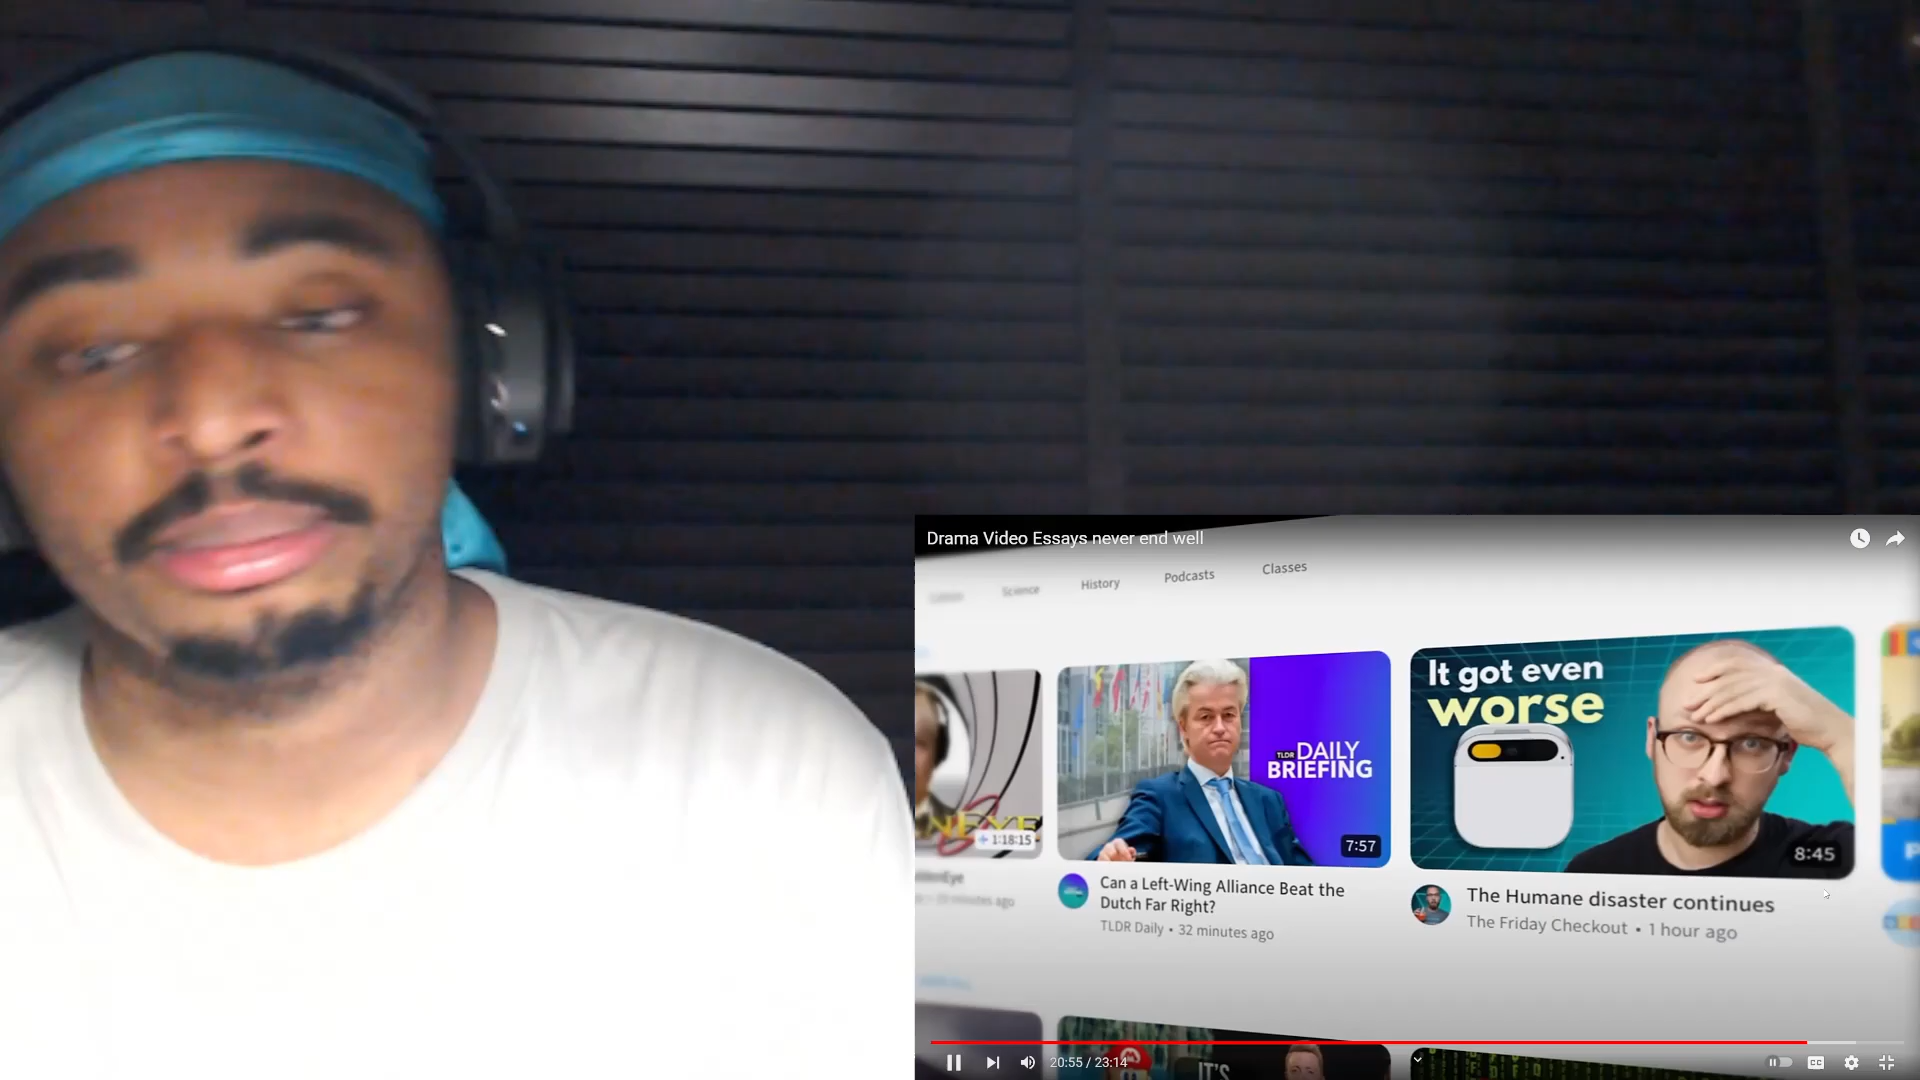 Drama Video Essays never end well
Science
History
Podcasts
Classes
It got even
worse
TLDR DAILY
BRIEFING
1:18:15
7:57
8:45
Can a Left-Wing Alliance Beat the
Dutch Far Right?
TLDR Daily • 32 minutes ago
The Humane disaster continues
The Friday Checkout • 1 hour ago
IT'S
20:55 / 23:14
CC